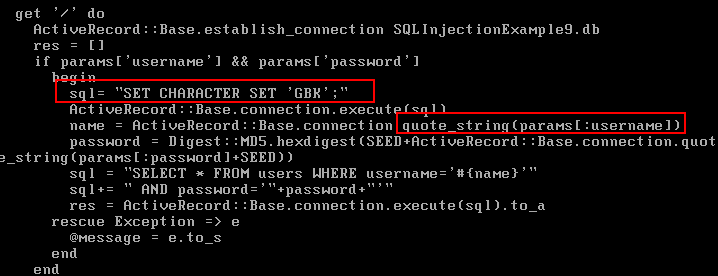 get '/' do
ActiveRecord::Base.establish_connection SQLInjectionExample9.db
res = []
if params['username'] && params['password']
begin
sql= "SET CHARACTER SET 'GBK';"
ActiveRecord::Base.connection.execute(sql)
name = ActiveRecord::Base.connection.quote_string(params[:username])
password = Digest::MD5.hexdigest(SEED+ActiveRecord::Base.connection.quot
e_string(params[:password]+SEED))
sql = "SELECT * FROM users WHERE username='#{name}'"
sql+= " AND password='"+password+"'"
res = ActiveRecord::Base.connection.execute(sql).to_a
rescue Exception => e
@message = e.to_s
end
end